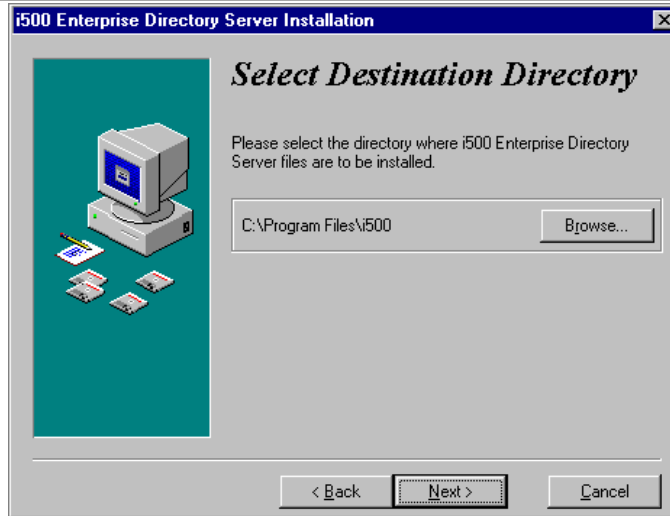 i500 Enterprise Directory Server Installation
Select Destination Directory
Please select the directory where i500 Enterprise Directory
Server files are to be installed.
C:\Program Files\i500
Browse...
< Back
Next >
Cancel